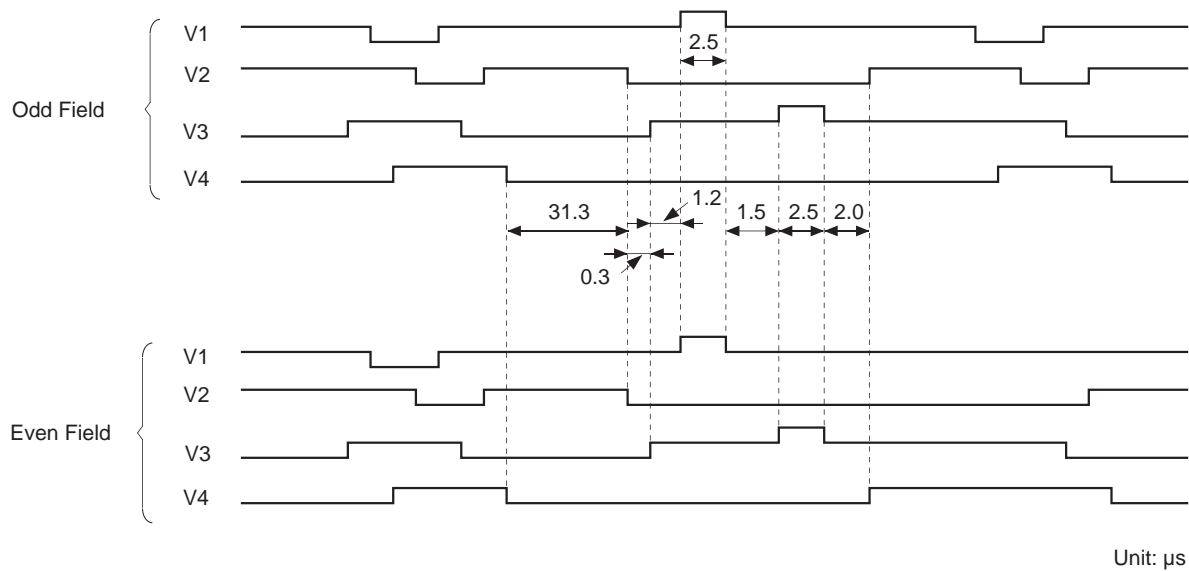 Odd Field
V1
2.5
V2
V3
V4
31.3
1.2
1.5
2.5
2.0
0.3
Even Field
V1
V2
V3
V4
Unit: μs